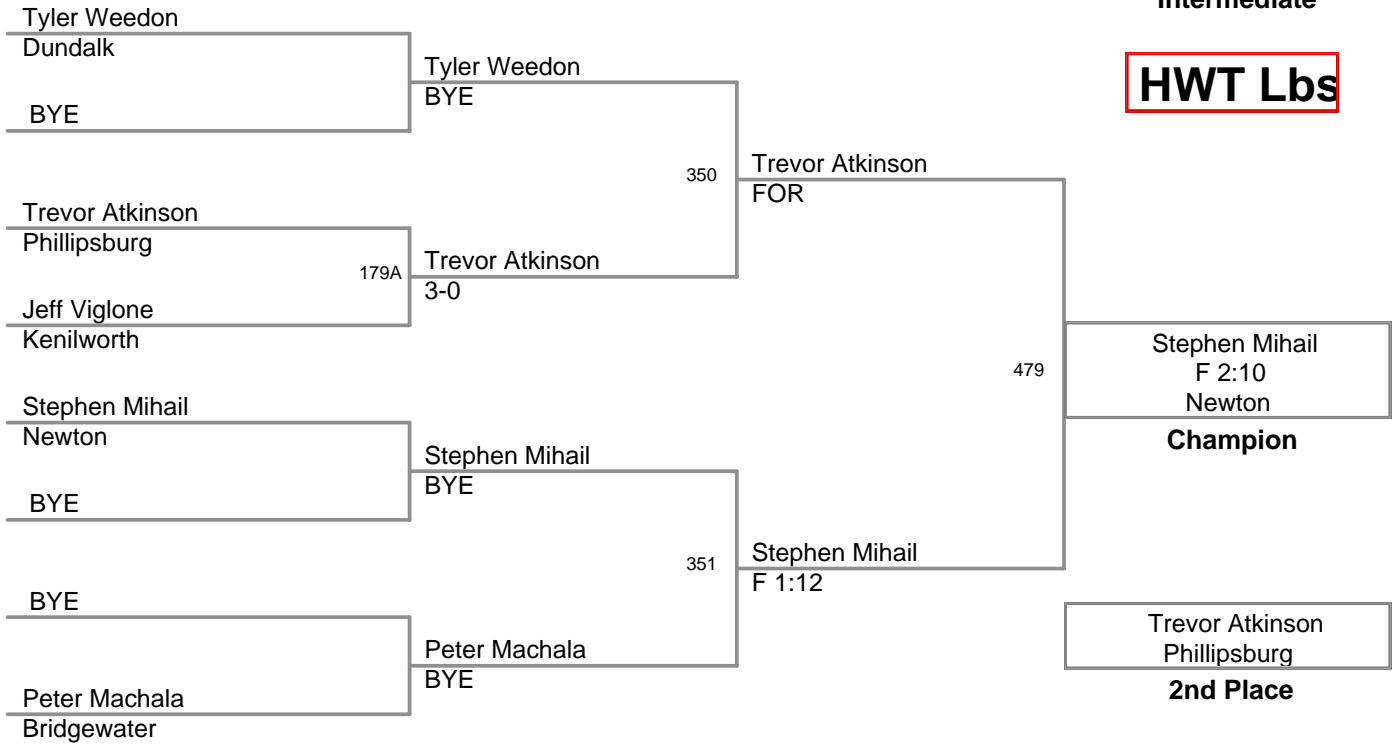 Intermediate
HWT Lbs
Tyler Weedon
Dundalk
BYE
Trevor Atkinson
Phillipsburg
179A
Jeff Viglone
Kenilworth
Stephen Mihail
Newton
BYE
BYE
Peter Machala
Bridgewater
Tyler Weedon
BYE
350
Trevor Atkinson
3-0
Stephen Mihail
BYE
351
Peter Machala
BYE
Trevor Atkinson
FOR
479
Stephen Mihail
F 1:12
Stephen Mihail
F 2:10
Newton
Champion
Trevor Atkinson
Phillipsburg
2nd Place